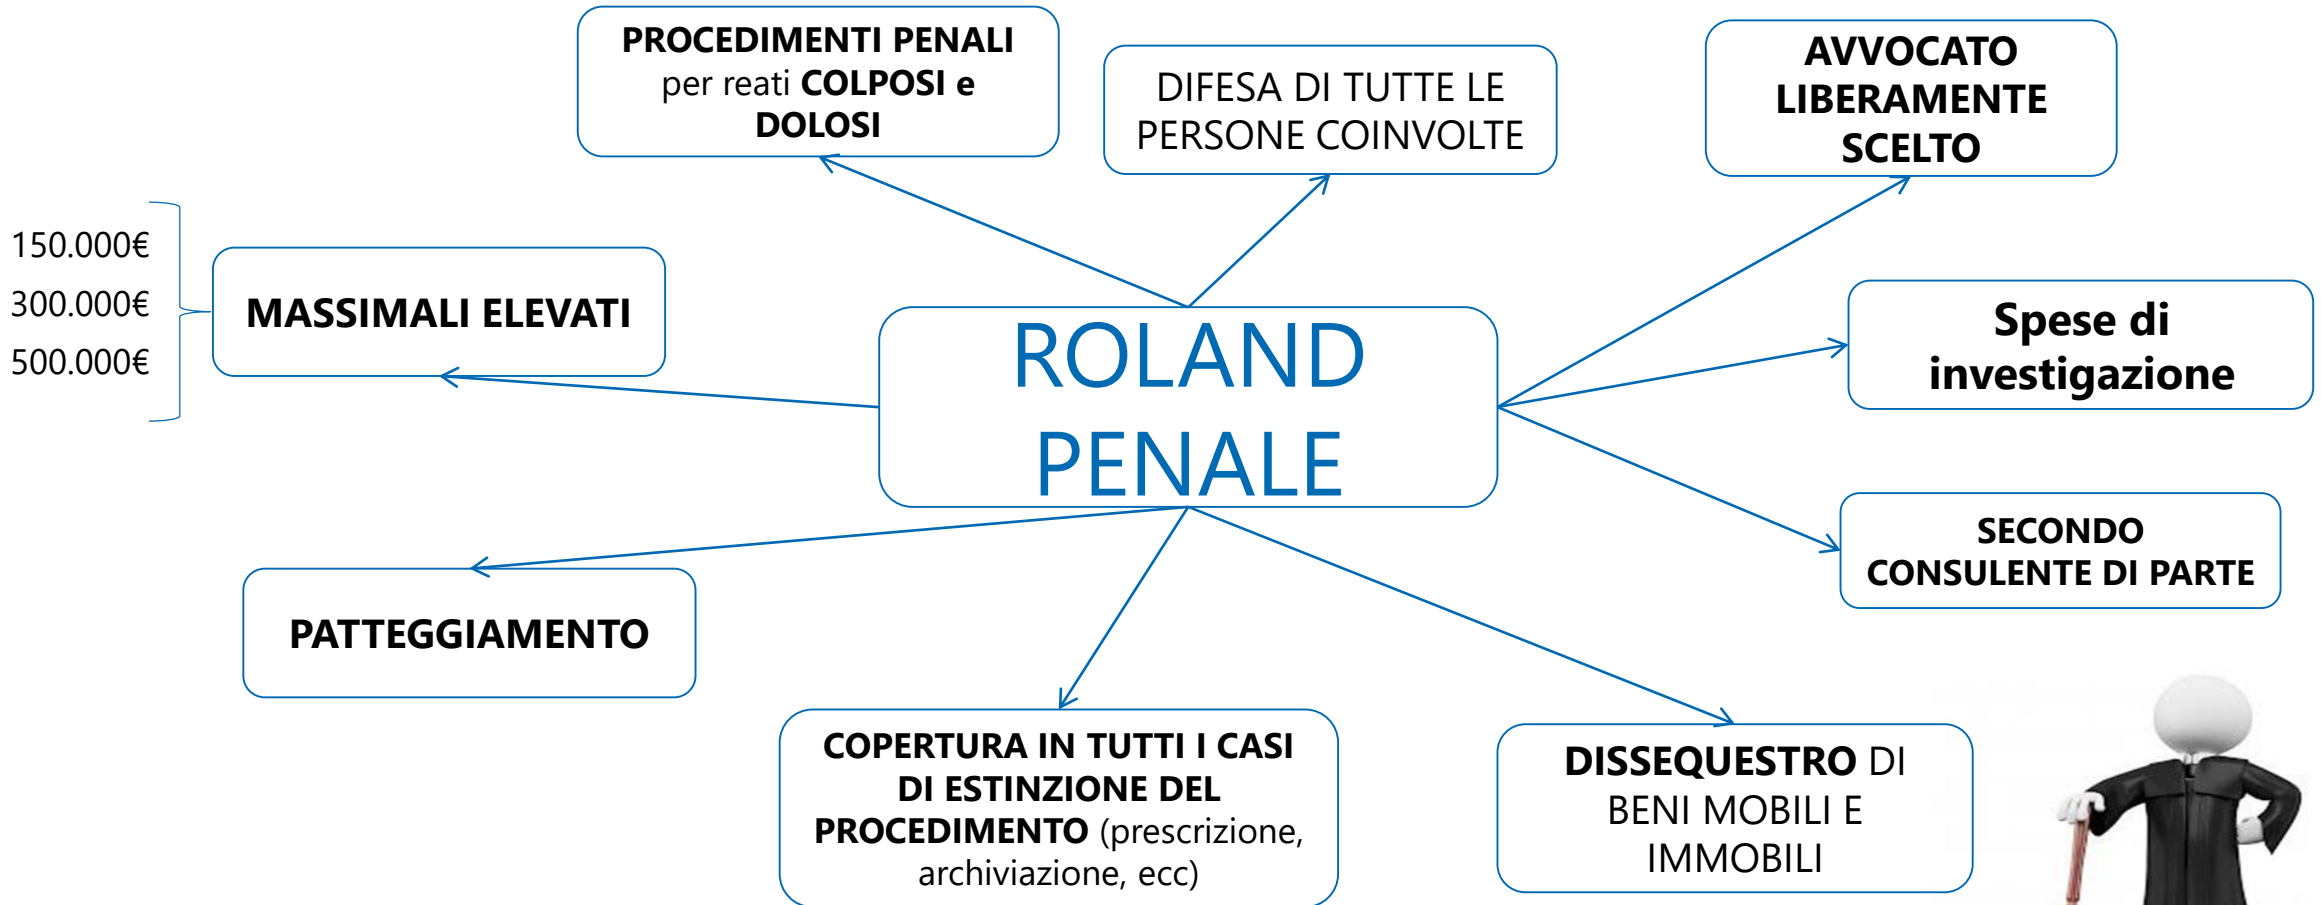 PROCEDIMENTI PENALI
per reati COLPOSI e
DOLOSI
DIFESA DI TUTTE LE
PERSONE COINVOLTE
AVVOCATO
LIBERAMENTE
SCELTO
150.000€
300.000€
500.000€
MASSIMALI ELEVATI
ROLAND
PENALE
Spese di
investigazione
SECONDO
CONSULENTE DI PARTE
PATTEGGIAMENTO
COPERTURA IN TUTTI I CASI
DI ESTINZIONE DEL
PROCEDIMENTO (prescrizione,
archiviazione, ecc)
DISSEQUESTRO DI
BENI MOBILI E
IMMOBILI